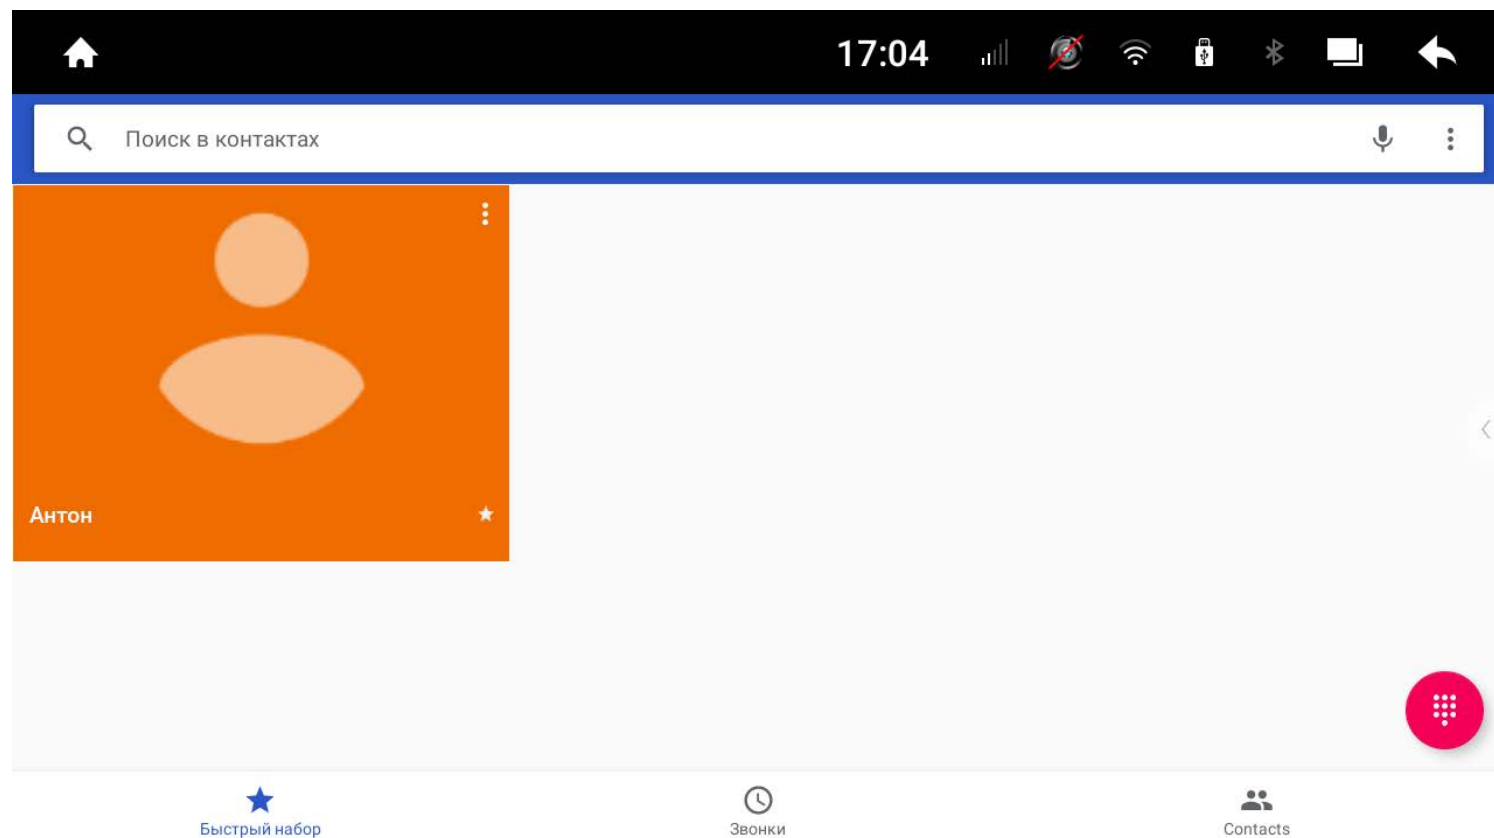 17:04
Поиск в контактах
Антон
Быстрый набор
Звонки
Contacts